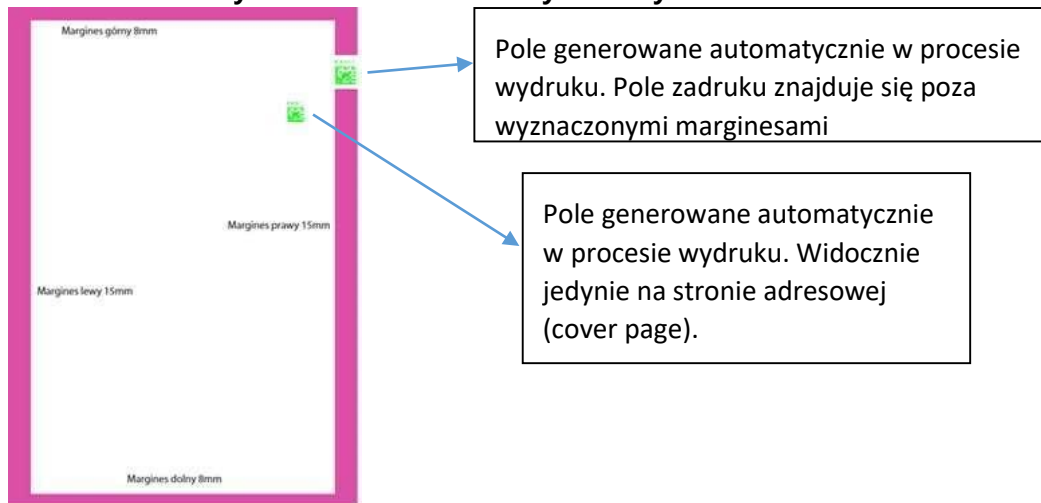 Margines górny 8mm
Pole generowane automatycznie w procesie
wydruku. Pole zadruku znajduje się poza
wyznaczonymi marginesami
Pole generowane automatycznie
w procesie wydruku. Widocznie
jedynie na stronie adresowej
(cover page).
Margines prawy 15mm
Margines lewy 15mm
Margines dolny 8mm